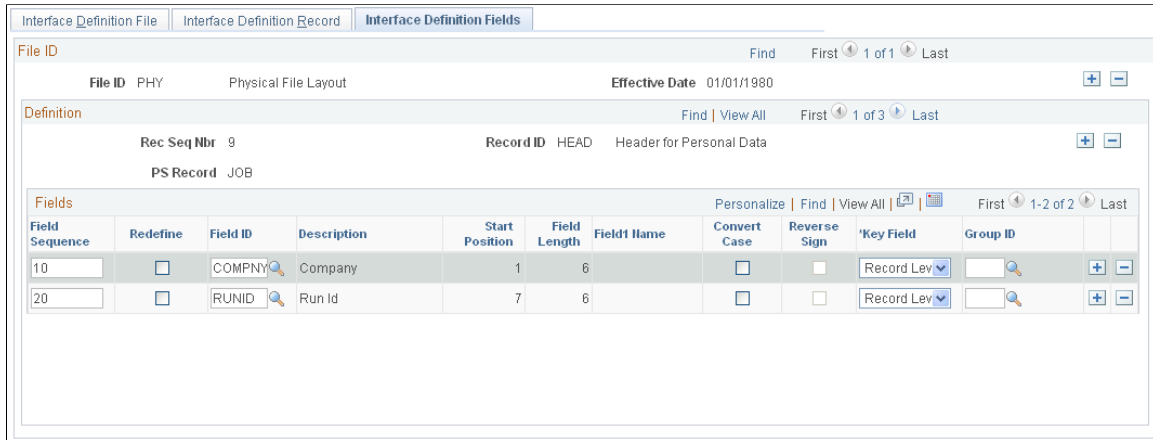 Interface Definition File Interface Definition Record Interface Definition Fields
File ID Find First 1 of 1 Last
File ID PHY Physical File Layout Effective Date 01/01/1980
Definition Find | View All First 1 of 3 Last
Rec Seq Nbr 9 Record ID HEAD Header for Personal Data
PS Record JOB
Fields Personalize | Find | View All | | First 1-2 of 2 Last
Field Sequence Redefine Field ID Description Start Position Field Length Field1 Name Convert Case Reverse Sign *Key Field Group ID
10 COMPNY Company 1 6 Record Lev
20 RUNID Run Id 7 6 Record Lev